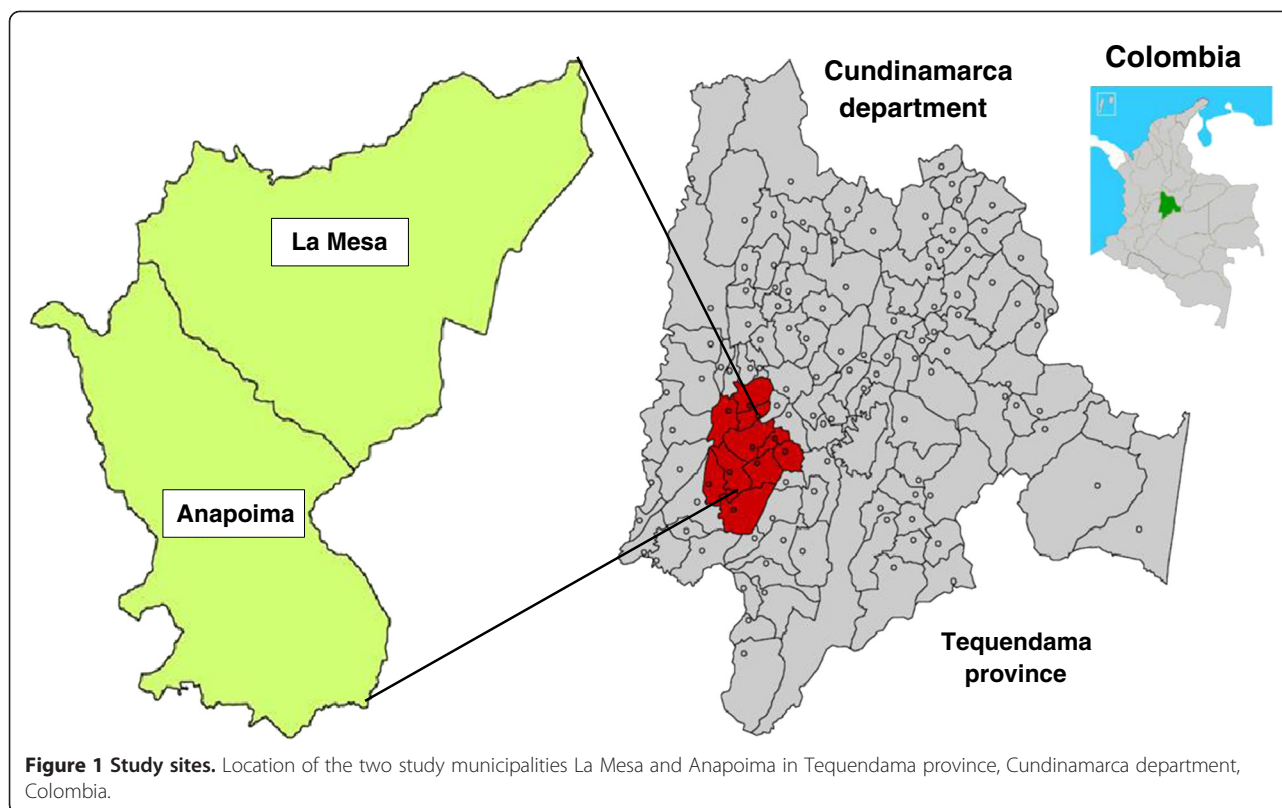 Cundinamarca
department
Colombia
La Mesa
Anapoima
Tequendama
province
Figure 1 Study sites. Location of the two study municipalities La Mesa and Anapoima in Tequendama province, Cundinamarca department,
Colombia.